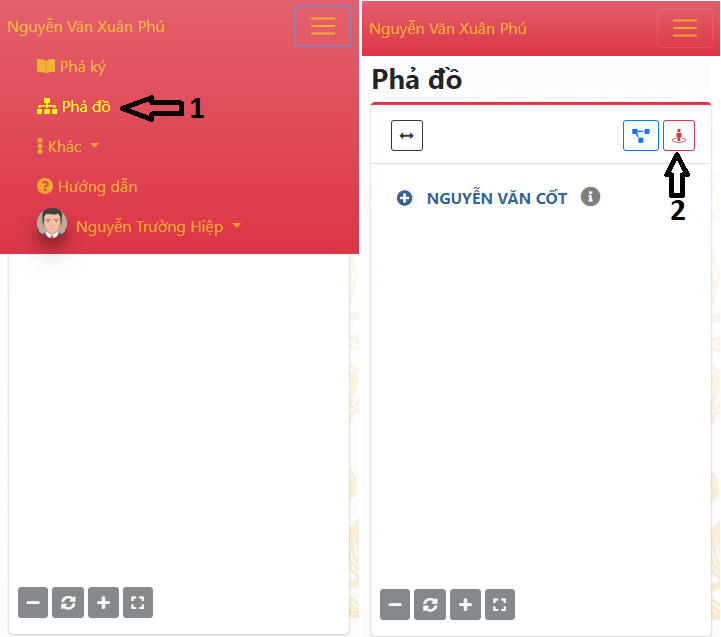 Nguyễn Văn Xuân Phú
Phả ký
Phả đồ
1
Khác
Hướng dẫn
Nguyễn Trường Hiệp
Nguyễn Văn Xuân Phú
Phả đồ
2
NGUYỄN VĂN CỐT